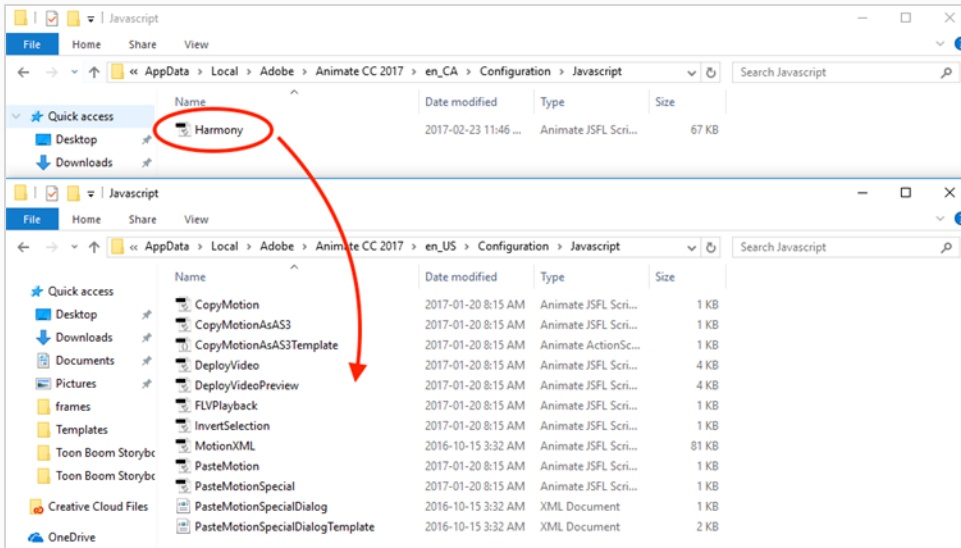 Javascript
File Home Share View
« AppData > Local > Adobe > Animate CC 2017 > en_CA > Configuration > Javascript Search Javascript
Name Date modified Type Size
Quick access
Harmony 2017-02-23 11:46 ... Animate JSFL Scri... 67 KB
Desktop
Downloads
Javascript
File Home Share View
« AppData > Local > Adobe > Animate CC 2017 > en_US > Configuration > Javascript Search Javascript
Name Date modified Type Size
Quick access
CopyMotion 2017-01-20 8:15 AM Animate JSFL Scri... 1 KB
Desktop
CopyMotionAsAS3 2017-01-20 8:15 AM Animate JSFL Scri... 1 KB
Downloads
CopyMotionAsAS3Template 2017-01-20 8:15 AM Animate ActionSc... 1 KB
Documents
DeployVideo 2017-01-20 8:15 AM Animate JSFL Scri... 4 KB
Pictures
DeployVideoPreview 2017-01-20 8:15 AM Animate JSFL Scri... 4 KB
frames
FLVPlayback 2017-01-20 8:15 AM Animate JSFL Scri... 1 KB
Templates
InvertSelection 2017-01-20 8:15 AM Animate JSFL Scri... 1 KB
Toon Boom Storybo
MotionXML 2016-10-15 3:32 AM Animate JSFL Scri... 81 KB
Toon Boom Storybo
PasteMotion 2017-01-20 8:15 AM Animate JSFL Scri... 1 KB
PasteMotionSpecial 2017-01-20 8:15 AM Animate JSFL Scri... 1 KB
Creative Cloud Files
PasteMotionSpecialDialog 2016-10-15 3:32 AM XML Document 1 KB
PasteMotionSpecialDialogTemplate 2016-10-15 3:32 AM XML Document 2 KB
OneDrive